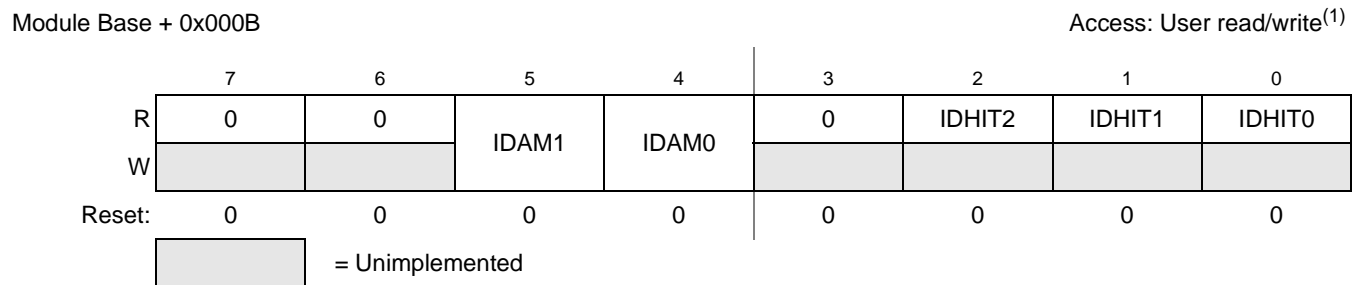 Module Base + 0x000B Access: User read/write(1)
7 6 5 4 3 2 1 0
R 0 0 IDAM1 IDAM0 0 IDHIT2 IDHIT1 IDHIT0
W
Reset: 0 0 0 0 0 0 0 0
= Unimplemented